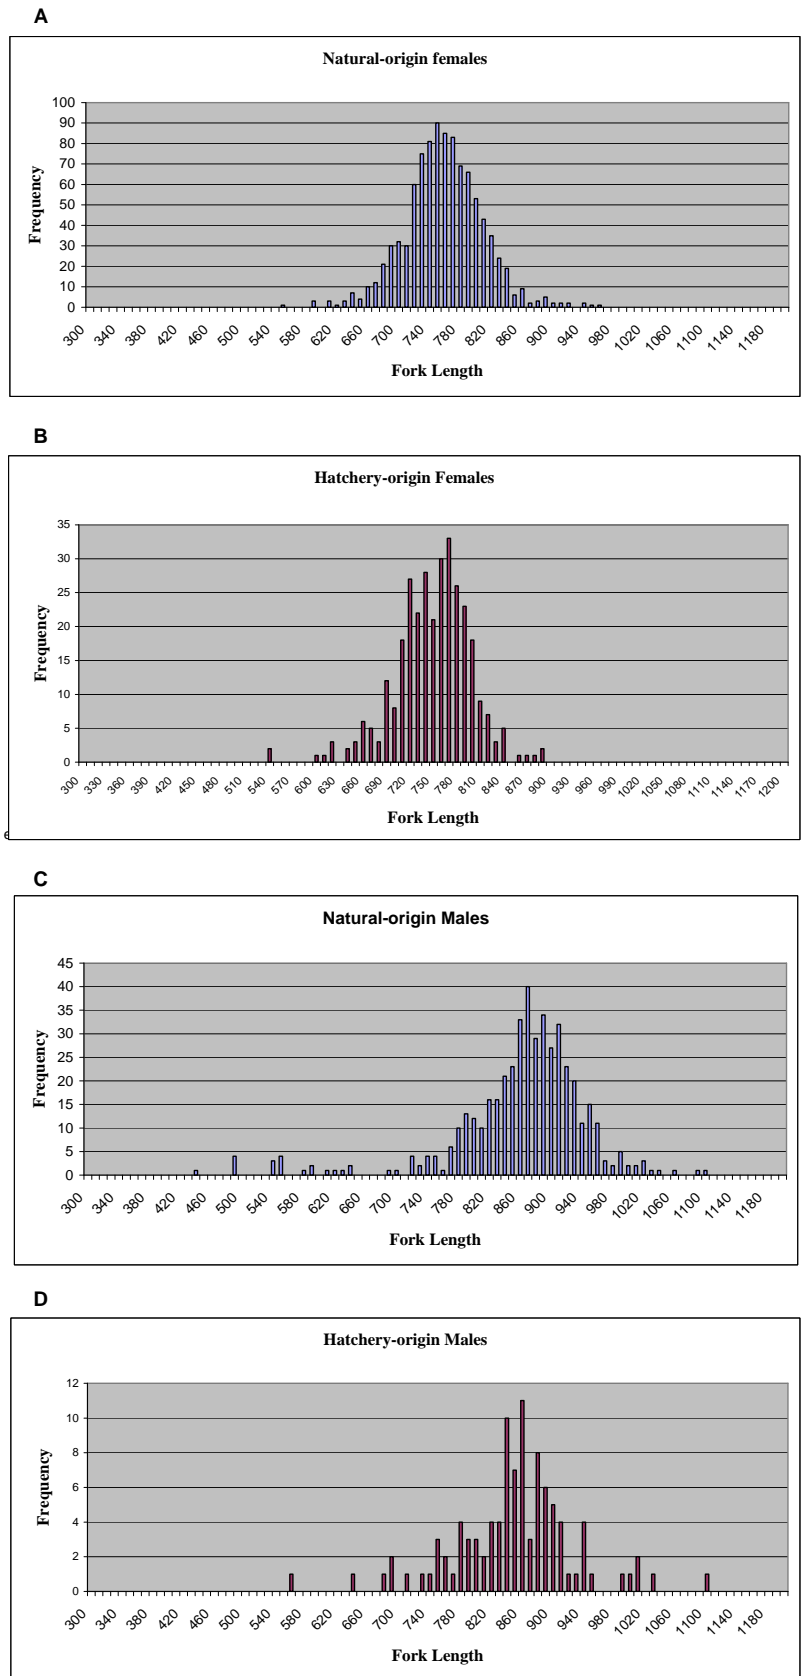 A
Natural-origin females
100
90
80
70
60
50
40
30
20
10
0
Frequency
300 340 380 420 460 500 540 580 620 660 700 740 780 820 860 900 940 980 1020 1060 1100 1140 1180
Fork Length
B
Hatchery-origin Females
35
30
25
20
15
10
5
0
Frequency
300 330 360 390 420 450 480 510 540 570 600 630 660 690 720 750 780 810 840 870 900 930 960 990 1020 1050 1080 1110 1140 1170 1200
Fork Length
e
C
Natural-origin Males
45
40
35
30
25
20
15
10
5
0
Frequency
300 340 380 420 460 500 540 580 620 660 700 740 780 820 860 900 940 980 1020 1060 1100 1140 1180
Fork Length
D
Hatchery-origin Males
12
10
8
6
4
2
0
Frequency
300 340 380 420 460 500 540 580 620 660 700 740 780 820 860 900 940 980 1020 1060 1100 1140 1180
Fork Length